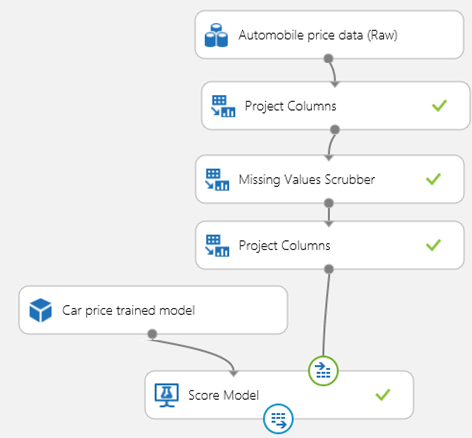 Automobile price data (Raw)
Project Columns
Missing Values Scrubber
Project Columns
Car price trained model
Score Model